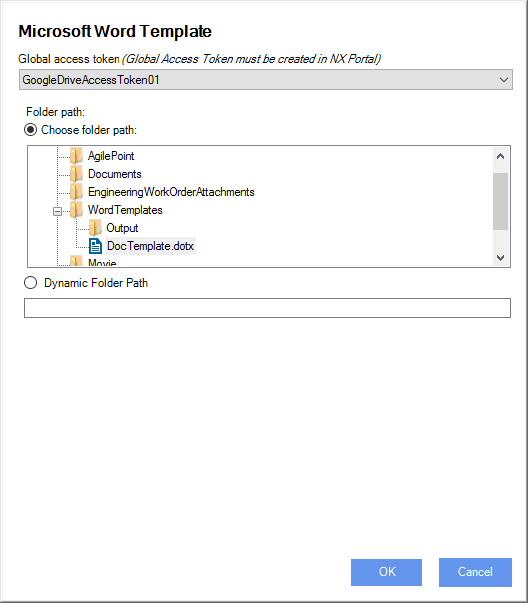 Microsoft Word Template
Global access token (Global Access Token must be created in NX Portal)
GoogleDriveAccessToken01
Folder path:
Choose folder path:
AgilePoint
Documents
EngineeringWorkOrderAttachments
WordTemplates
Output
DocTemplate.dotx
Movie
Dynamic Folder Path
OK Cancel